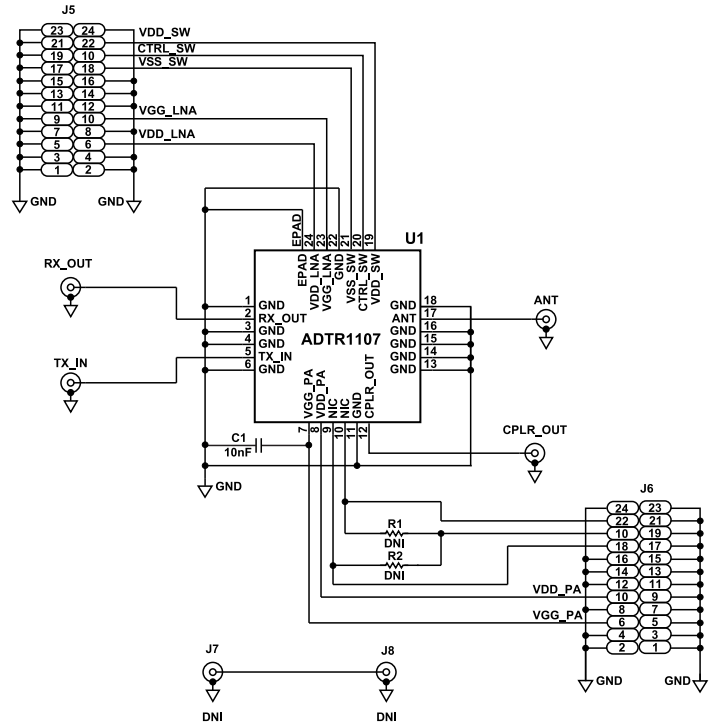 J5
23 24 VDD_SW
21 22
19 10 CTRL_SW
17 18 VSS_SW
15 16
13 14
11 12
9 10 VGG_LNA
7 8
5 6 VDD_LNA
3 4
1 2
GND GND
EPAD 24 23 22 21 20 19
U1
EPAD VDD_LNA VGG_LNA GND VSS_SW CTRL_SW VDD_SW
RX_OUT
1 GND
2 RX_OUT
3 GND
4 GND
5 TX_IN
6 GND
TX_IN
ADTR1107
GND 18
ANT 17
GND 16
GND 15
GND 14
GND 13
ANT
VGG_PA VDD_PA NIC NIC GND CPLR_OUT
7 8 9 10 11 12
C1
10nF
GND
CPLR_OUT
R1
DNI
R2
DNI
J6
24 23
22 21
10 19
18 17
16 15
14 13
12 11
VDD_PA 10 9
8 7
VGG_PA 6 5
4 3
2 1
GND GND
J7 J8
DNI DNI